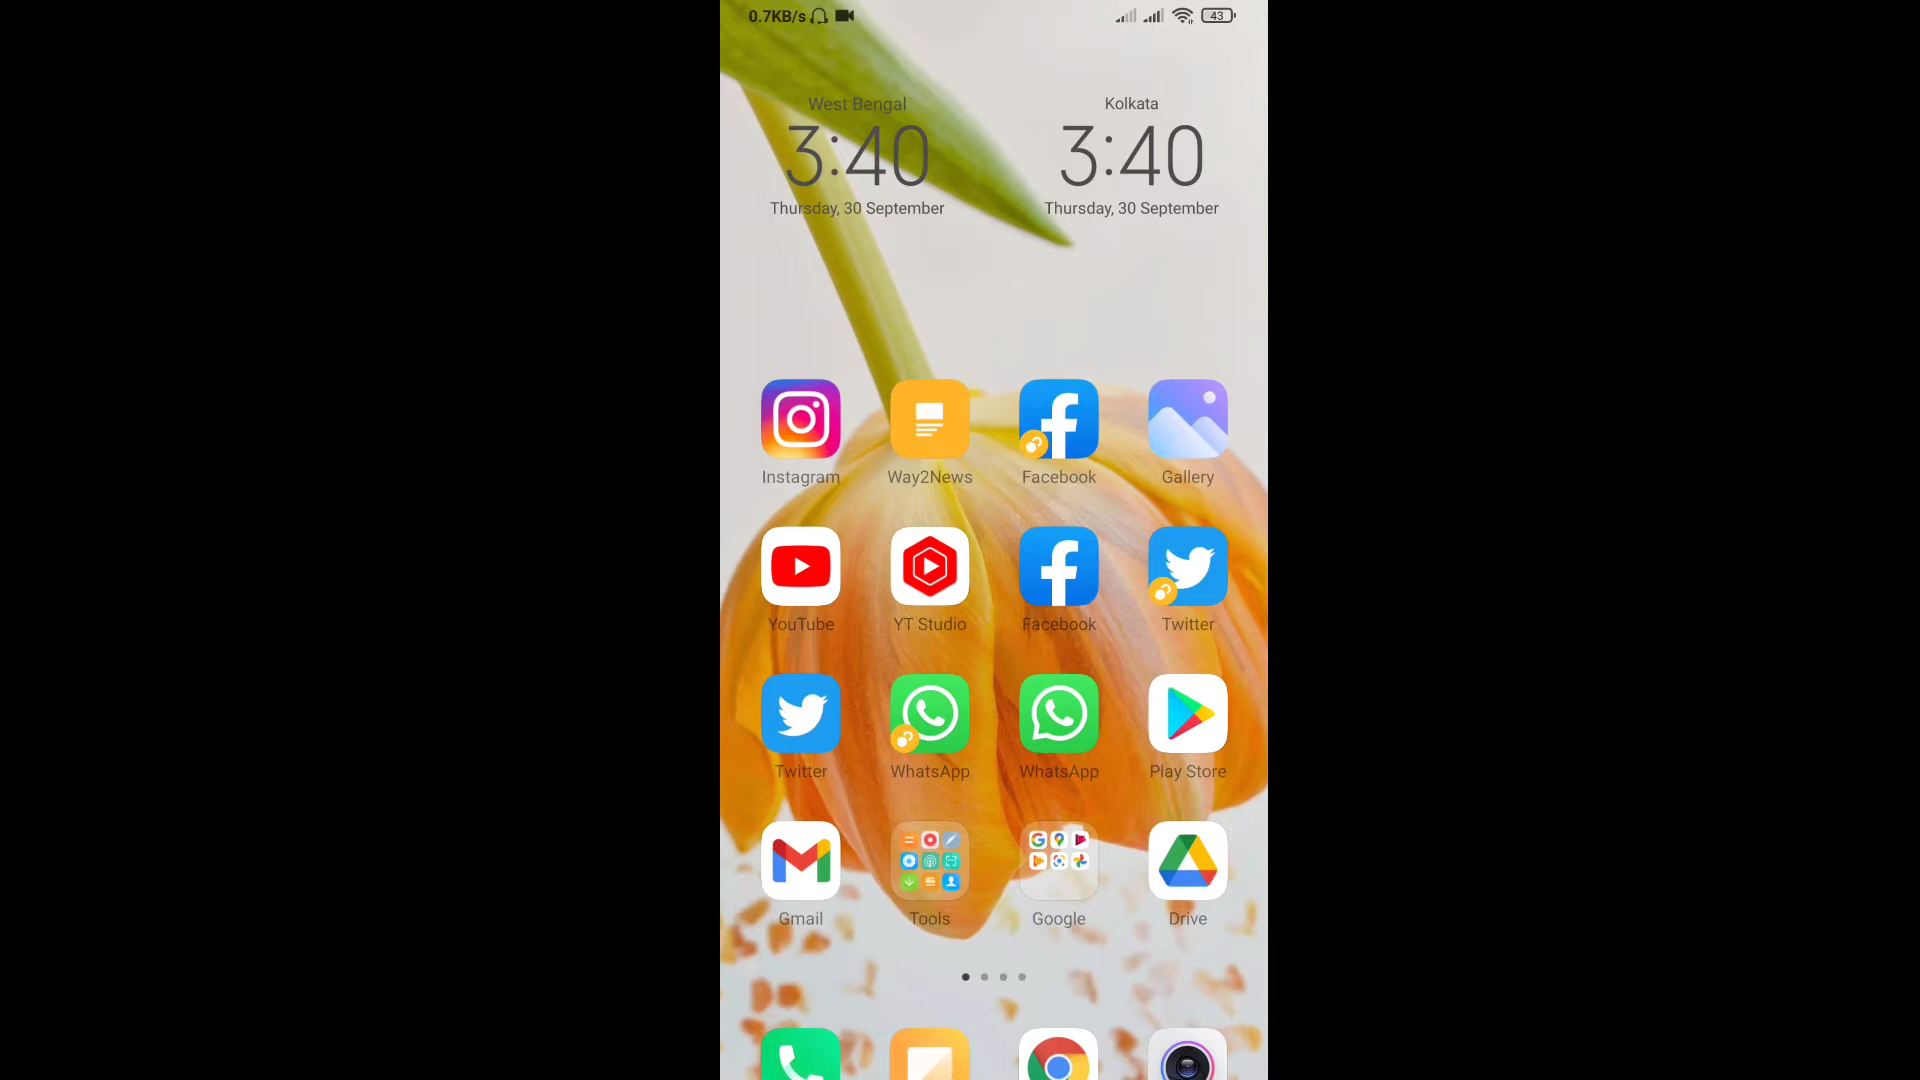 0.7KB/s
43
West Bengal
Kolkata
3:40
3:40
Thursday, 30 September
Thursday, 30 September
Instagram
Way2News
Facebook
Gallery
YouTube
YT Studio
Facebook
Twitter
Twitter
WhatsApp
WhatsApp
Play Store
Gmail
Tools
Google
Drive